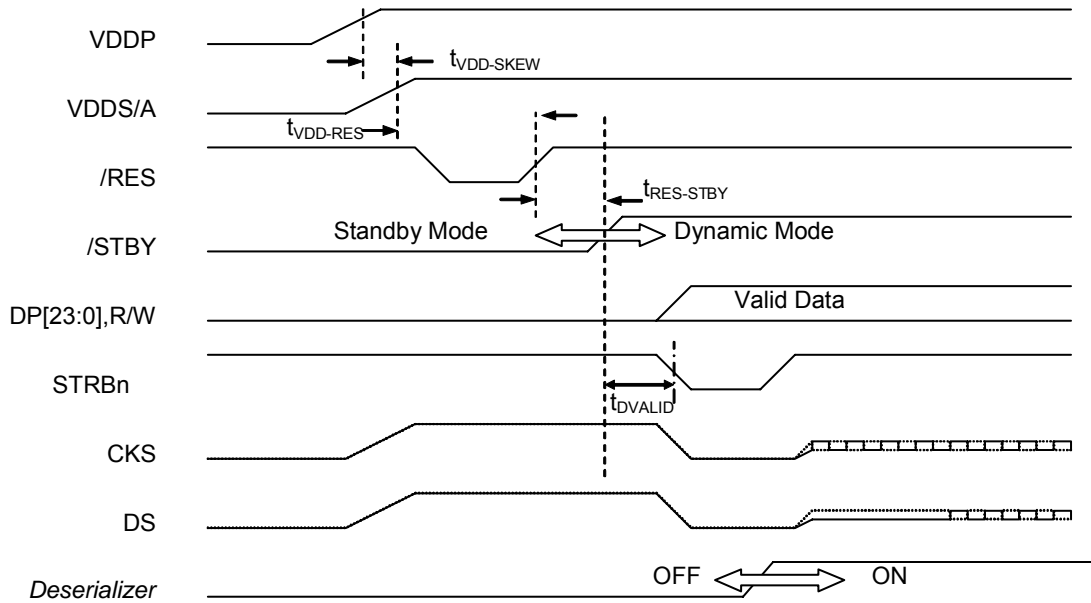 VDDP
tVDD-SKEW
VDDS/A
tVDD-RES
/RES
tRES-STBY
Standby Mode
Dynamic Mode
/STBY
Valid Data
DP[23:0],R/W
STRBn
tDVALID
CKS
DS
OFF
ON
Deserializer